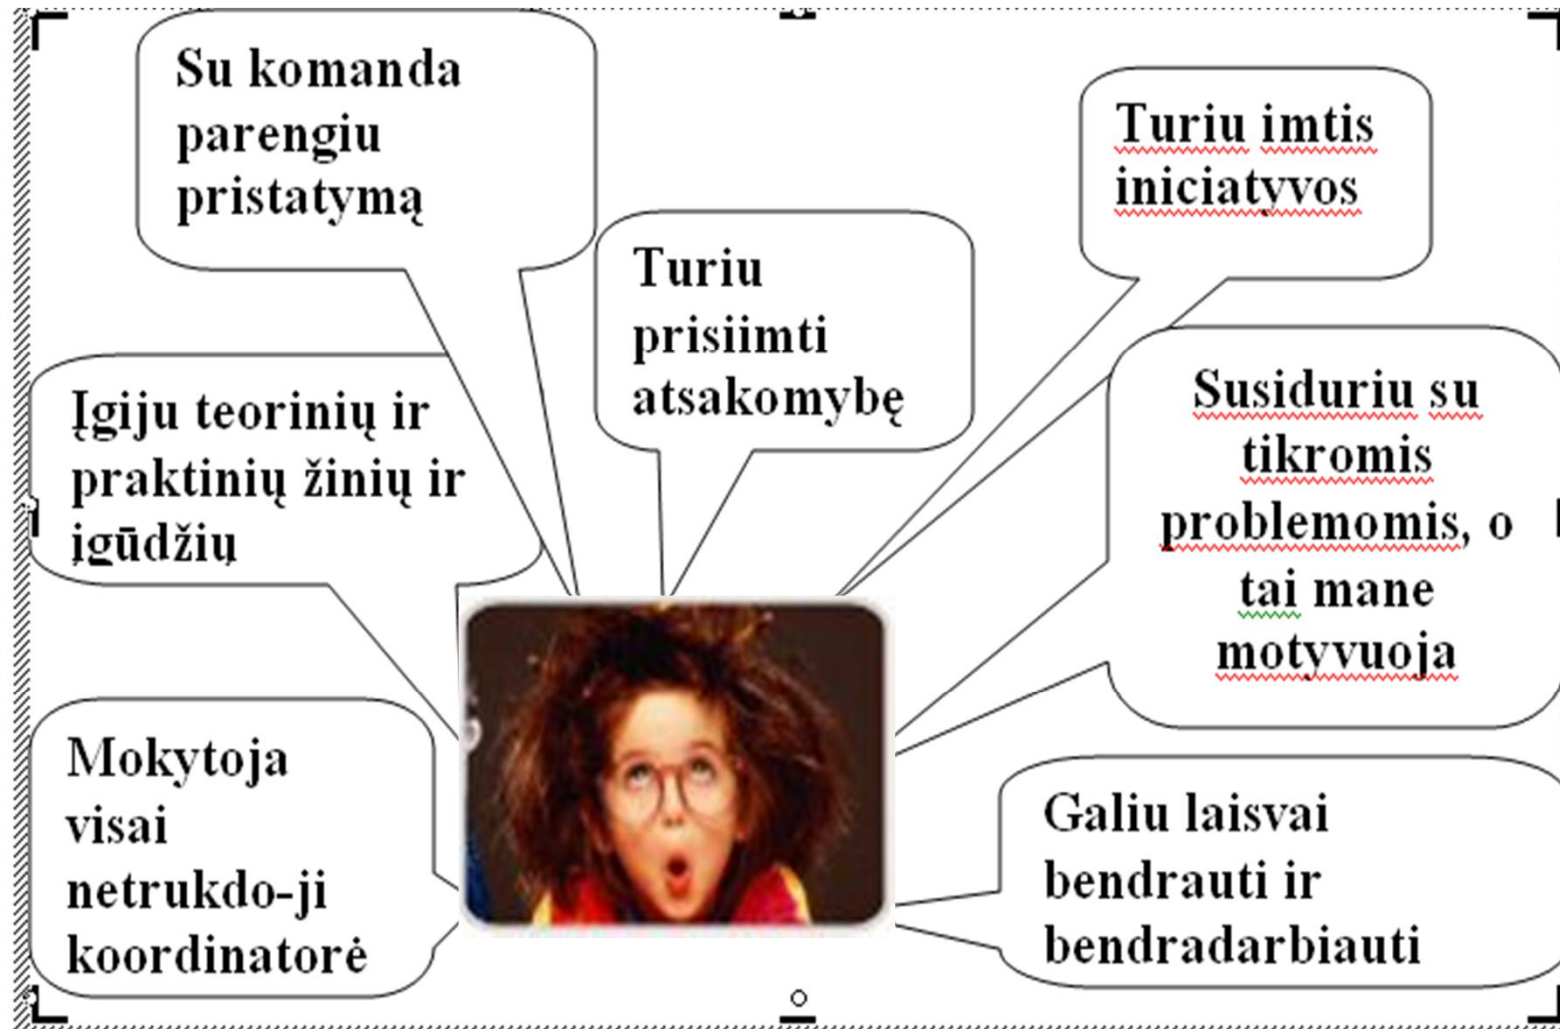 Su komanda
parengiu
pristatymą
Turiu imtis
iniciatyvos
Turiu
prisiimti
atsakomybę
Įgiju teorinių ir
praktinių žinių ir
įgūdžių
Susiduriu su
tikromis
problemomis, o
tai mane
motyvuoja
Mokytoja
visai
netrukdo-ji
koordinatorė
Galiu laisvai
bendrauti ir
bendradarbiauti